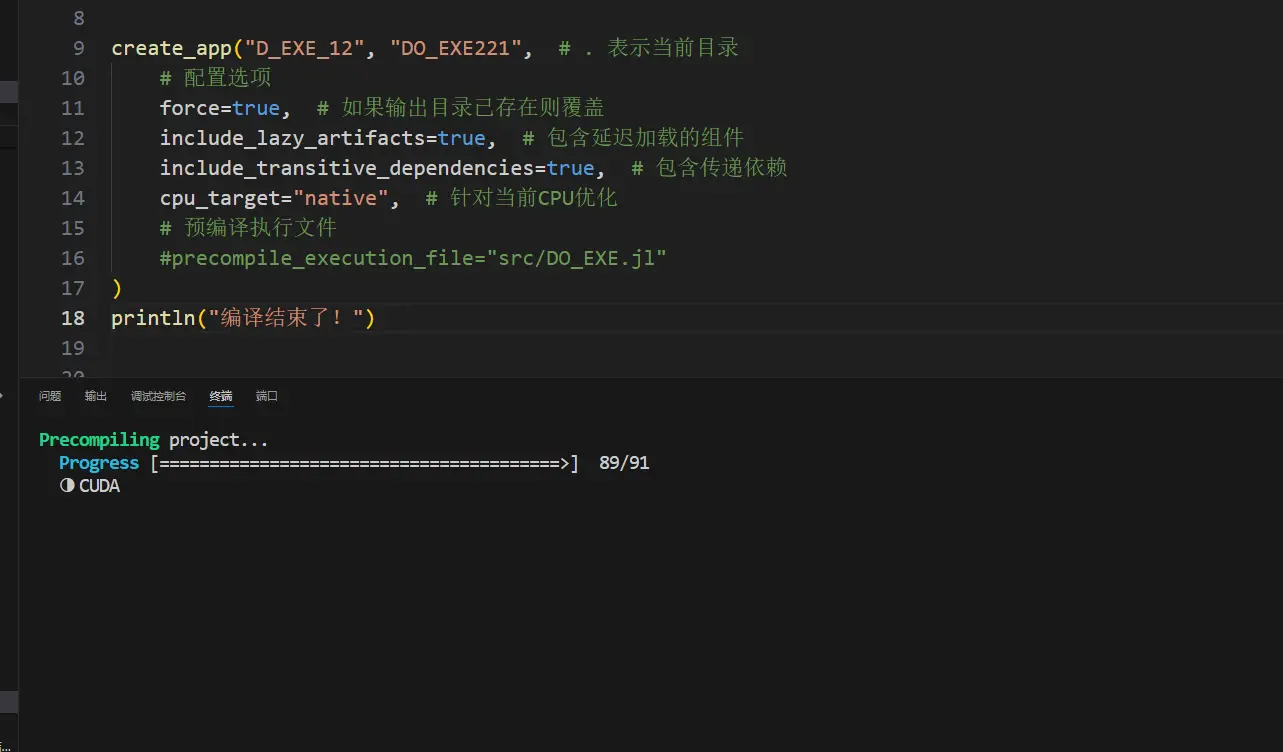 8
9 create_app("D_EXE_12", "DO_EXE221", # . 表示当前目录
10 # 配置选项
11 force=true, # 如果输出目录已存在则覆盖
12 include_lazy_artifacts=true, # 包含延迟加载的组件
13 include_transitive_dependencies=true, # 包含传递依赖
14 cpu_target="native", # 针对当前CPU优化
15 # 预编译执行文件
16 #precompile_execution_file="src/DO_EXE.jl"
17 )
18 println("编译结束了！")
19
问题 输出 调试控制台 终端 端口
Precompiling project...
Progress [========================================>] 89/91
◑ CUDA